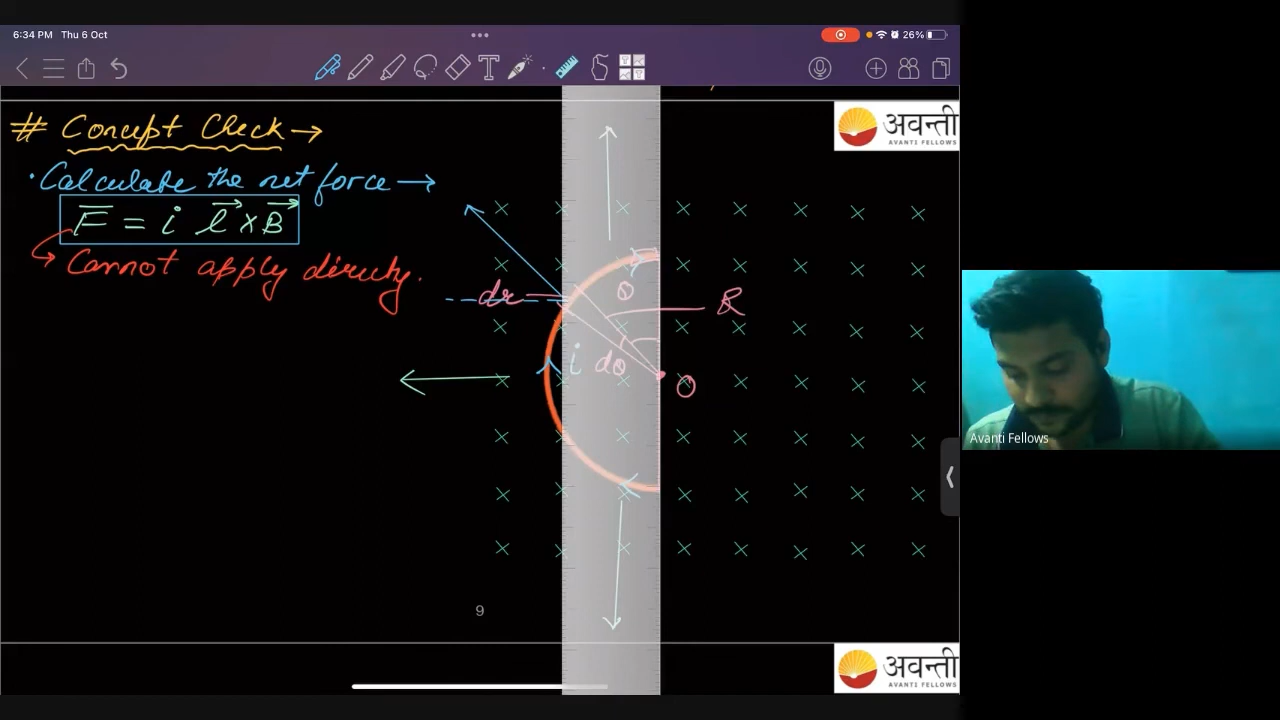 6:34 PM Thu 6 Oct
26%
# Concept Check →
अवन्ती
AVANTI FELLOWS
• Calculate the net force →
F = i l × B
Cannot apply directly.
dr
θ
R
i
dθ
O
Avanti Fellows
9
अवन्ती
AVANTI FELLOWS